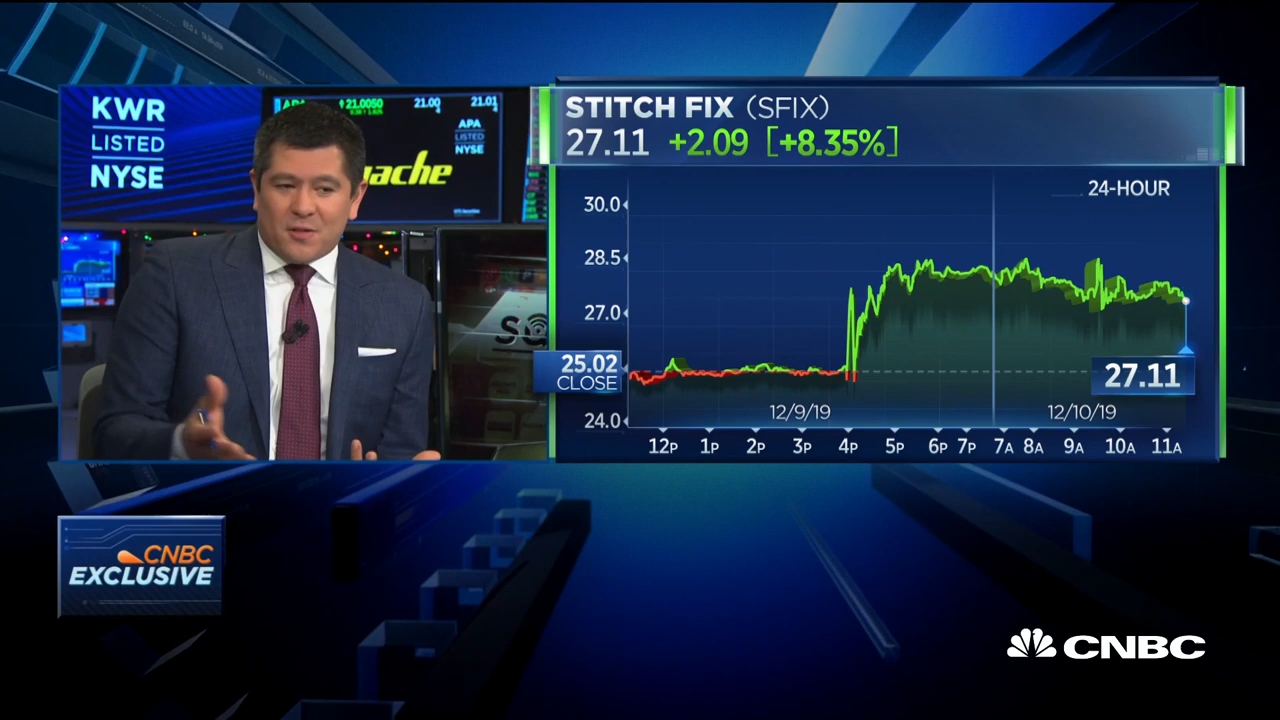 KWR
LISTED
NYSE
APA
21.0050
21.00
21.01
APA
LISTED
NYSE
STITCH FIX (SFIX)
27.11 +2.09 [+8.35%]
24-HOUR
30.0
28.5
27.0
25.02
CLOSE
24.0
27.11
12/9/19
12/10/19
12P 1P 2P 3P 4P 5P 6P 7P 7A 8A 9A 10A 11A
CNBC
EXCLUSIVE
CNBC